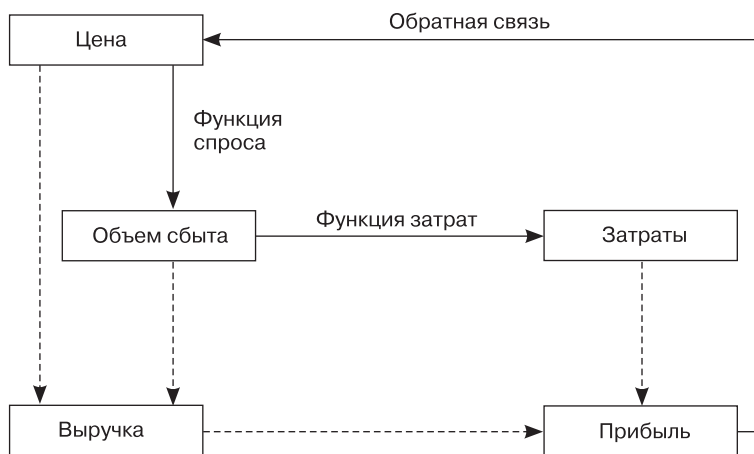 Обратная связь
Цена
Функция
спроса
Объем сбыта
Функция затрат
Затраты
Выручка
Прибыль